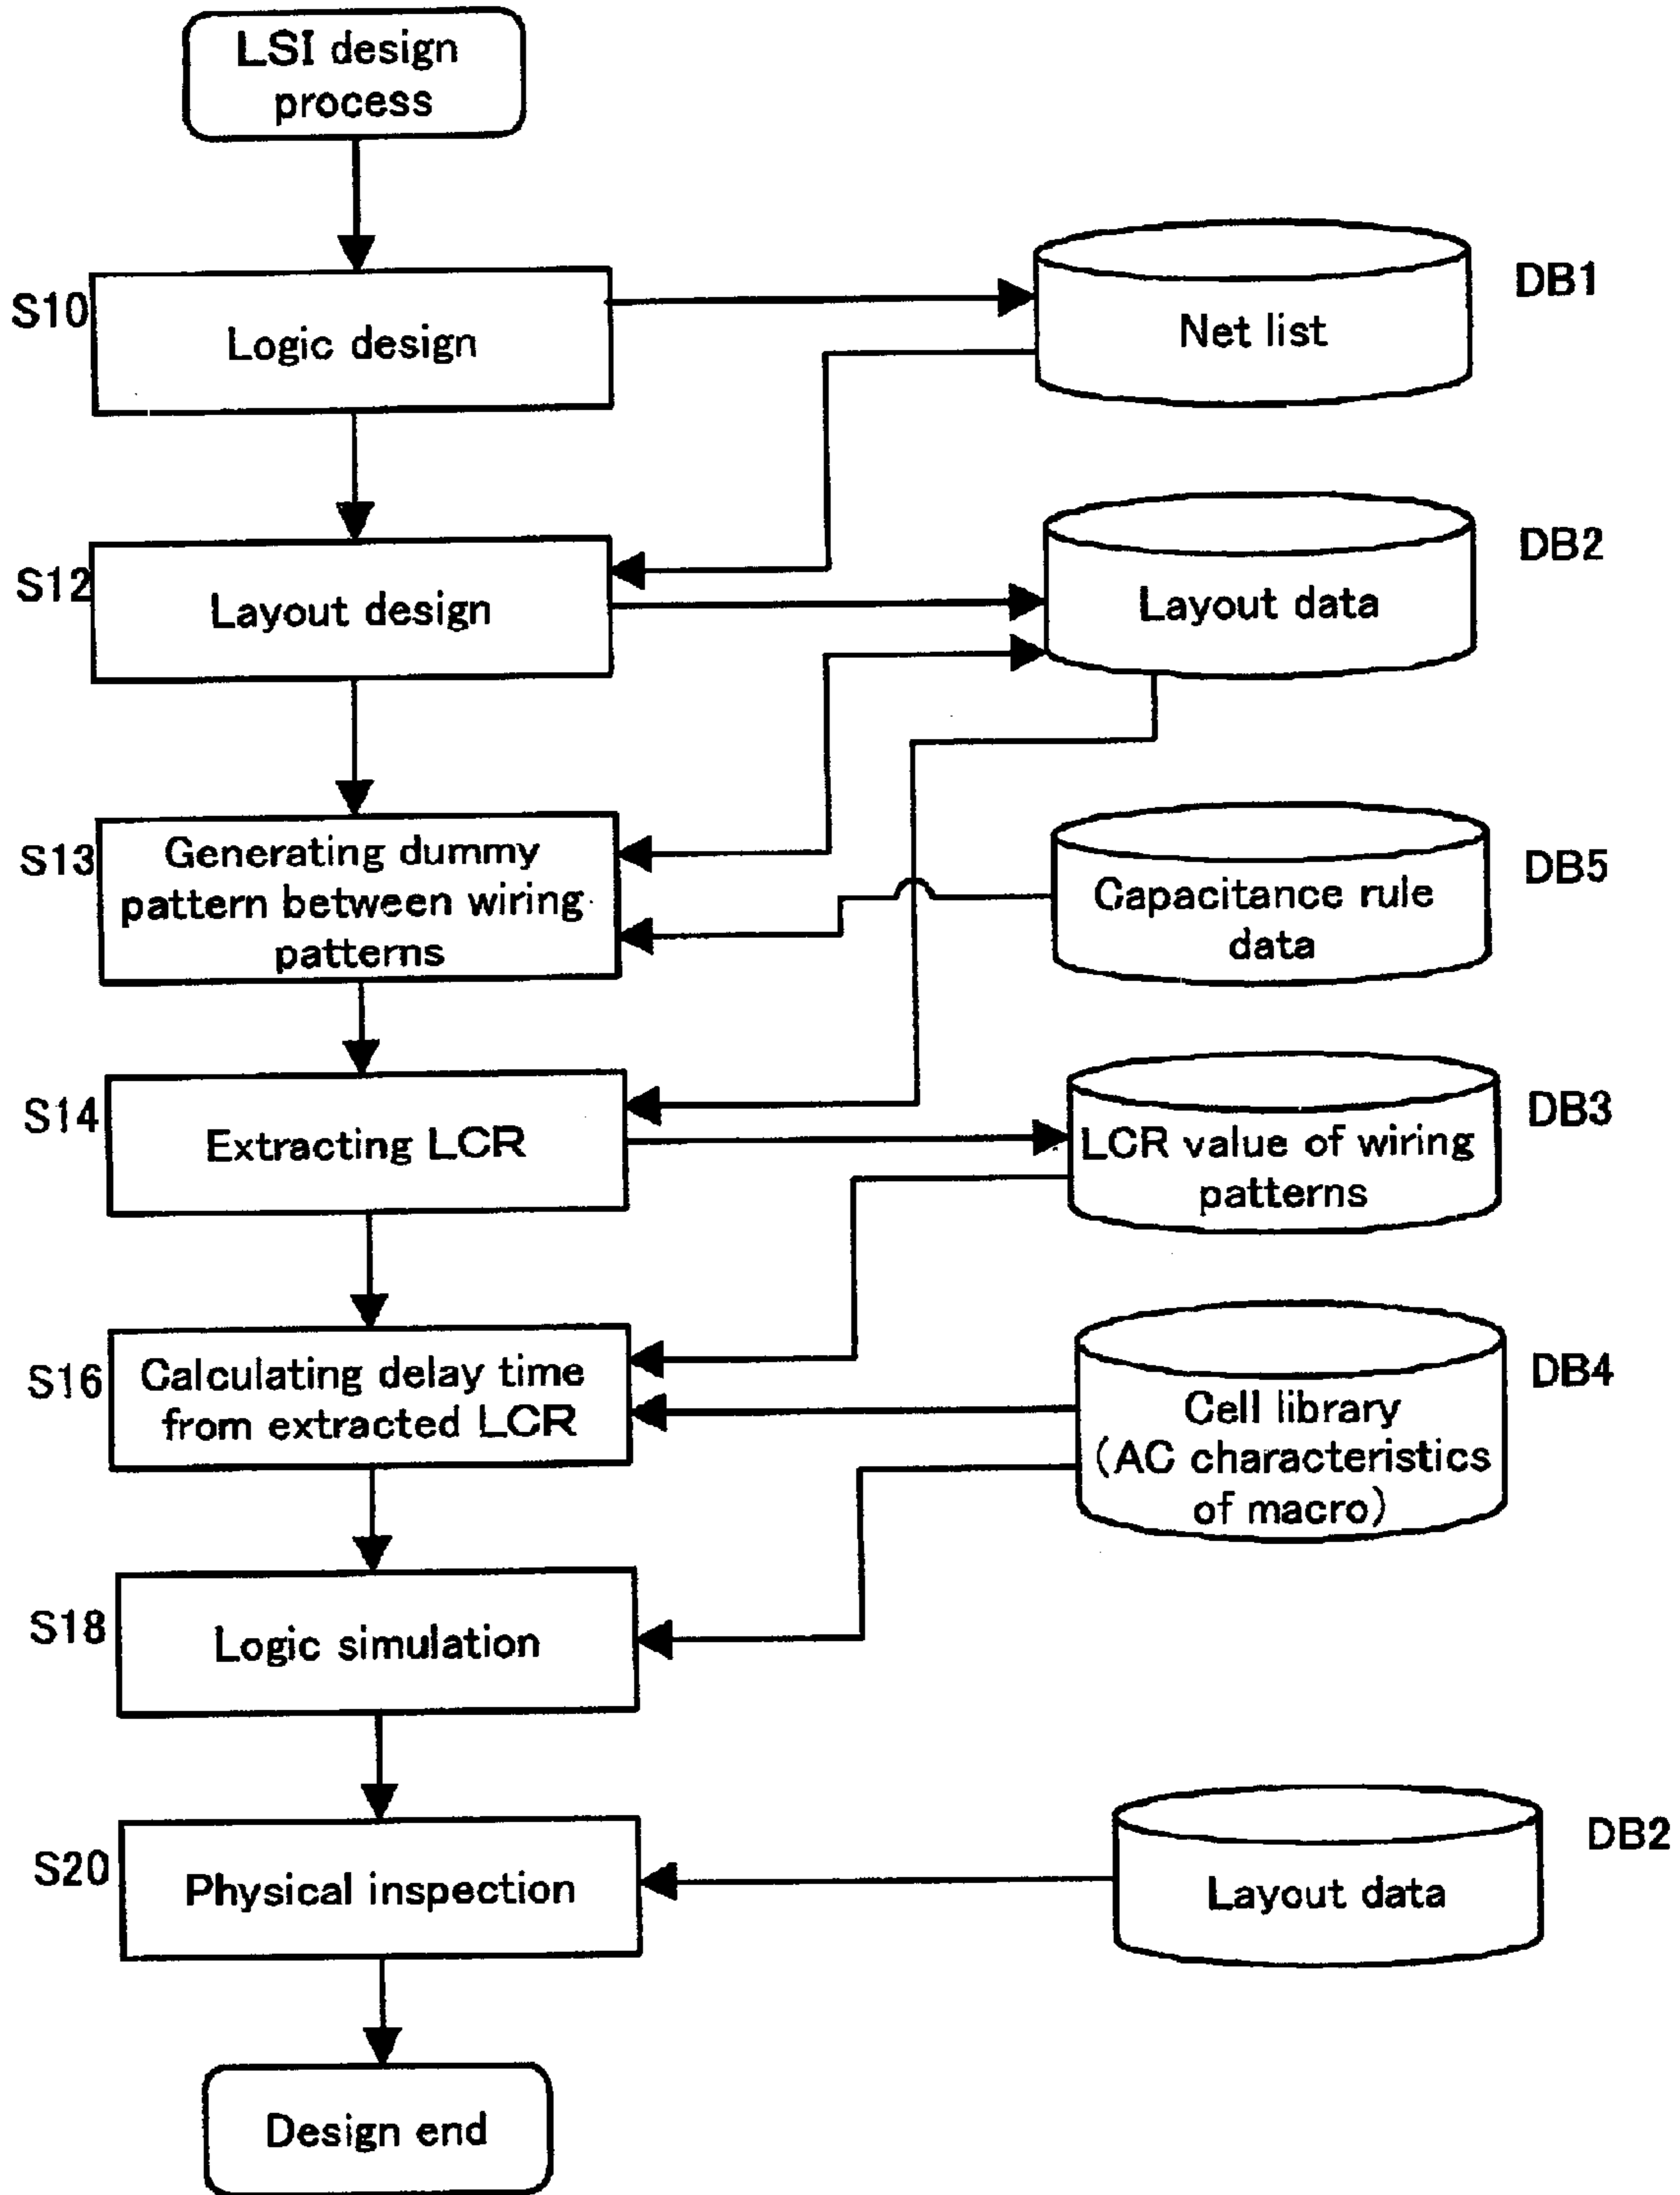 LSI design
process
S10
Logic design
Net list
DB1
S12
Layout design
Layout data
DB2
S13
Generating dummy
pattern between wiring
patterns
Capacitance rule
data
DB5
S14
Extracting LCR
LCR value of wiring
patterns
DB3
S16
Calculating delay time
from extracted LCR
Cell library
(AC characteristics
of macro)
DB4
S18
Logic simulation
S20
Physical inspection
Layout data
DB2
Design end